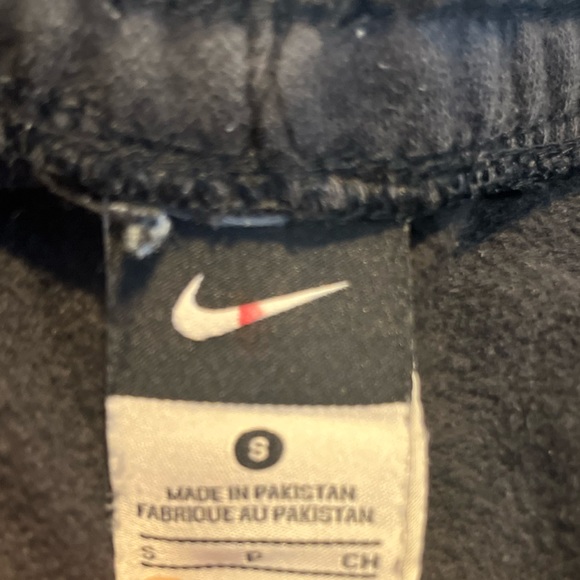 S
MADE IN PAKISTAN
FABRIQUE AU PAKISTAN
S P CH